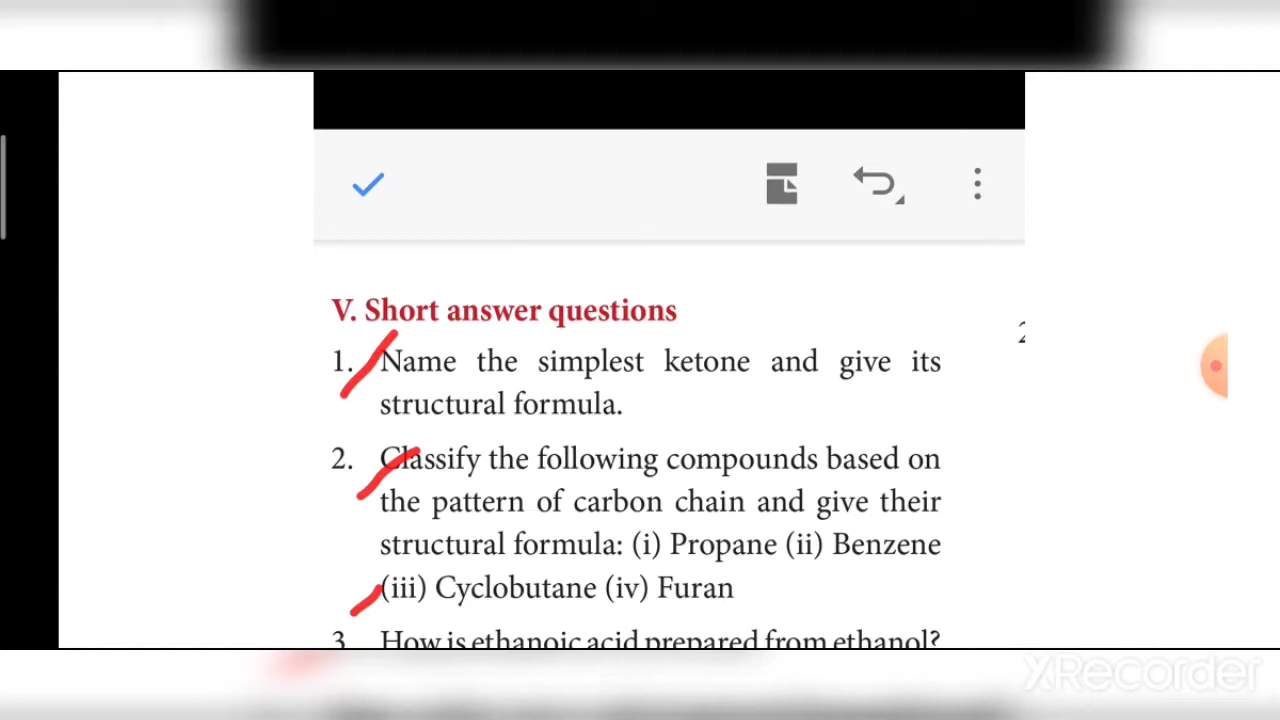 V. Short answer questions
1. Name the simplest ketone and give its
structural formula.
2. Classify the following compounds based on
the pattern of carbon chain and give their
structural formula: (i) Propane (ii) Benzene
(iii) Cyclobutane (iv) Furan
3. How is ethanoic acid prepared from ethanol?
XRecorder